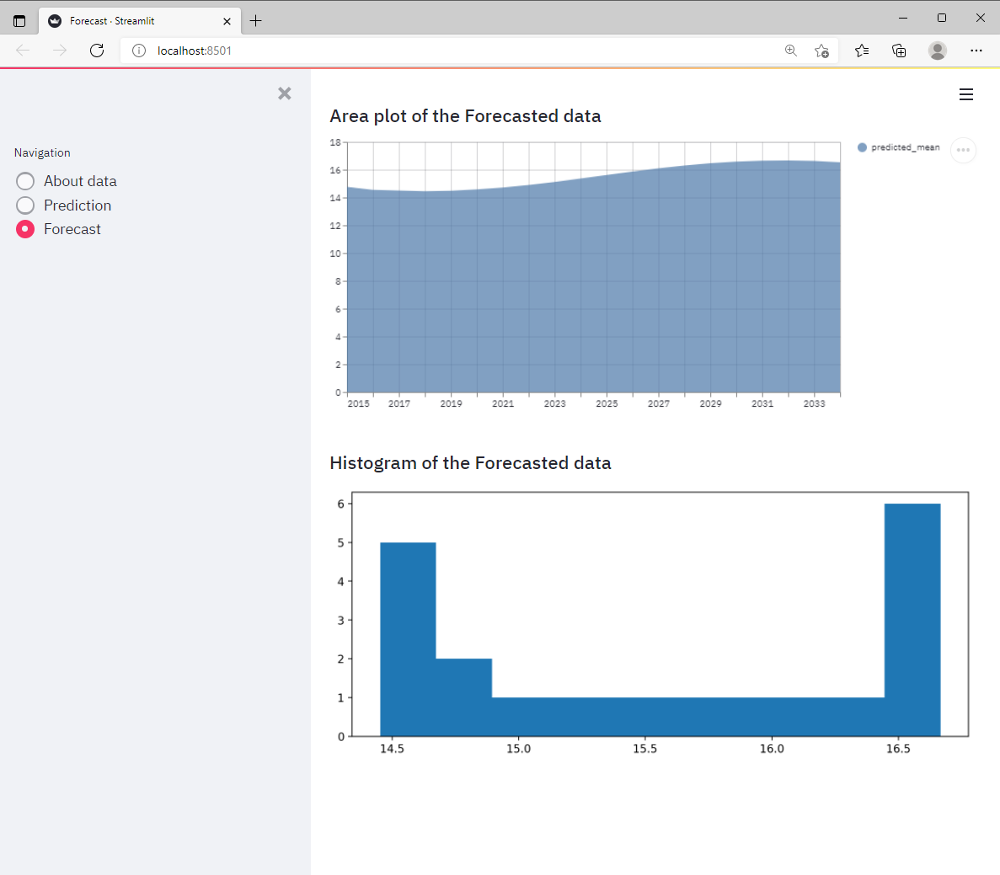 Forecast · Streamlit
localhost:8501
Navigation
About data
Prediction
Forecast
Area plot of the Forecasted data
18
16
14
12
10
8
6
4
2
0
2015 2017 2019 2021 2023 2025 2027 2029 2031 2033
predicted_mean
Histogram of the Forecasted data
6
5
4
3
2
1
0
14.5 15.0 15.5 16.0 16.5